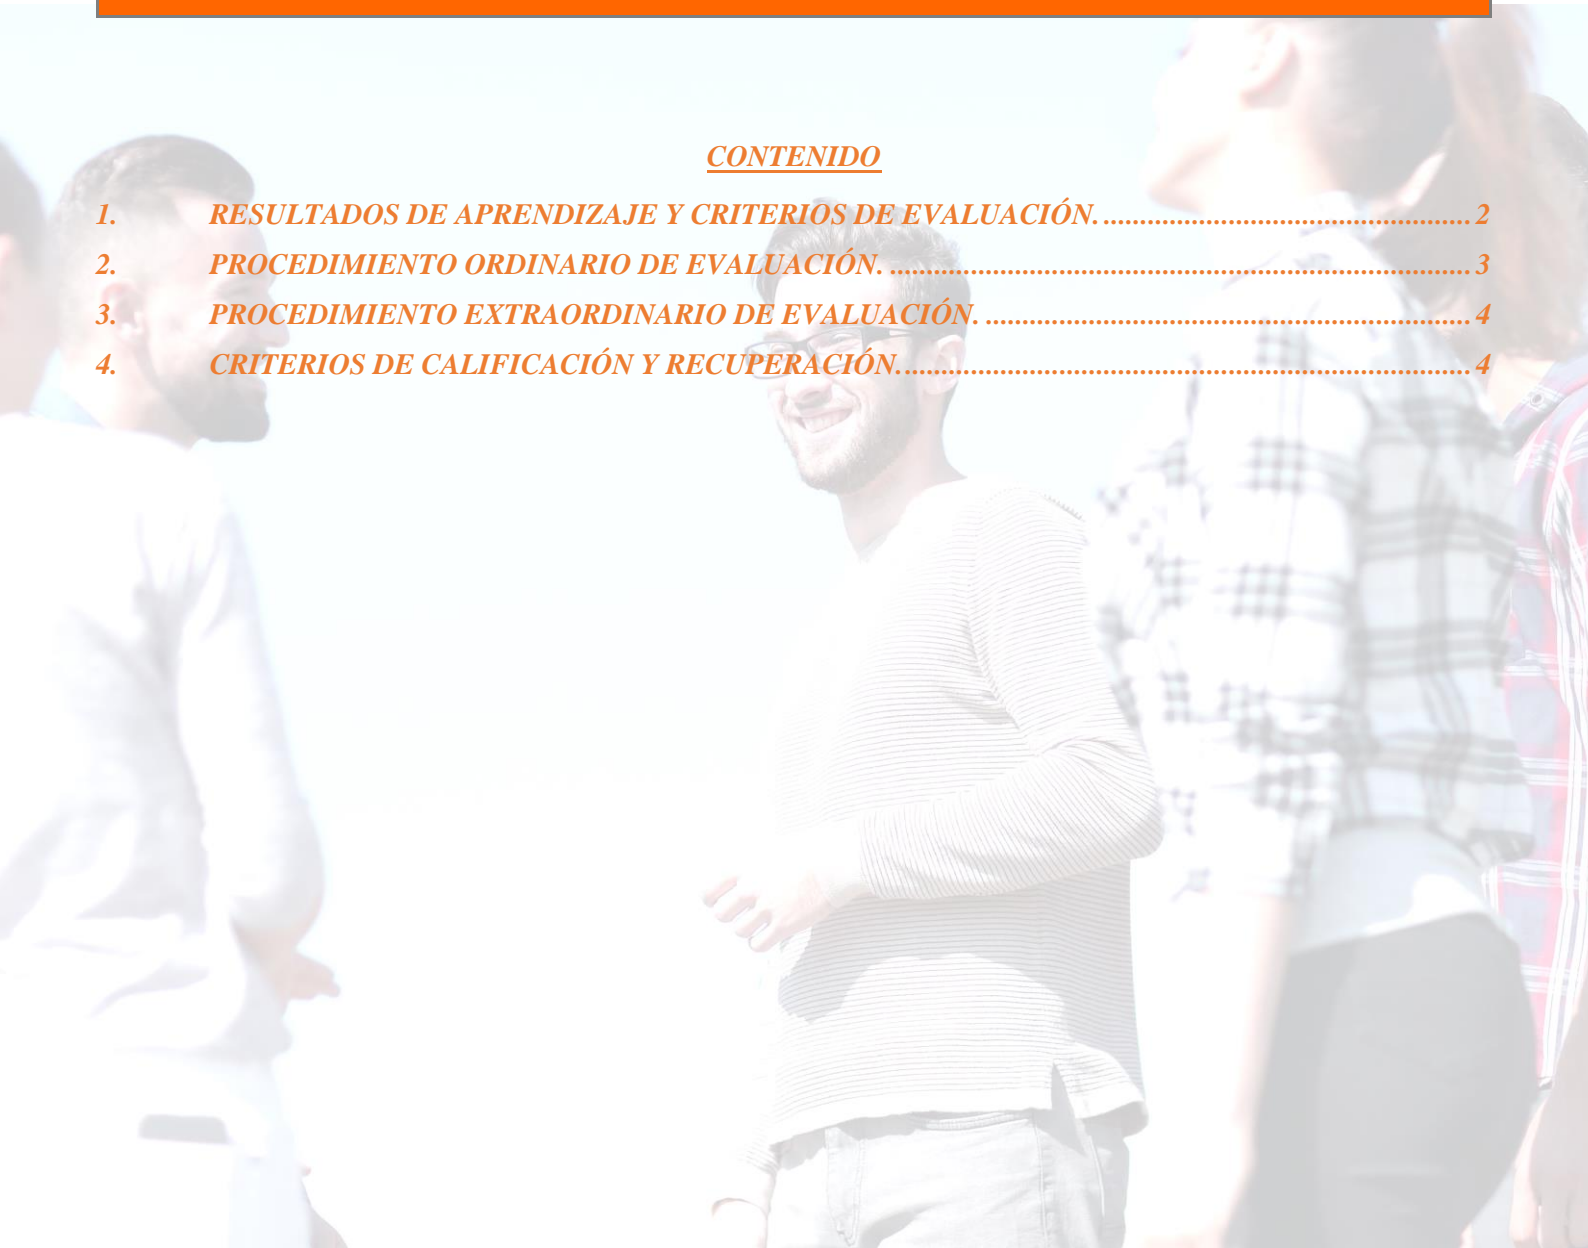 CONTENIDO
1. RESULTADOS DE APRENDIZAJE Y CRITERIOS DE EVALUACIÓN. 2
2. PROCEDIMIENTO ORDINARIO DE EVALUACIÓN. 3
3. PROCEDIMIENTO EXTRAORDINARIO DE EVALUACIÓN. 4
4. CRITERIOS DE CALIFICACIÓN Y RECUPERACIÓN. 4